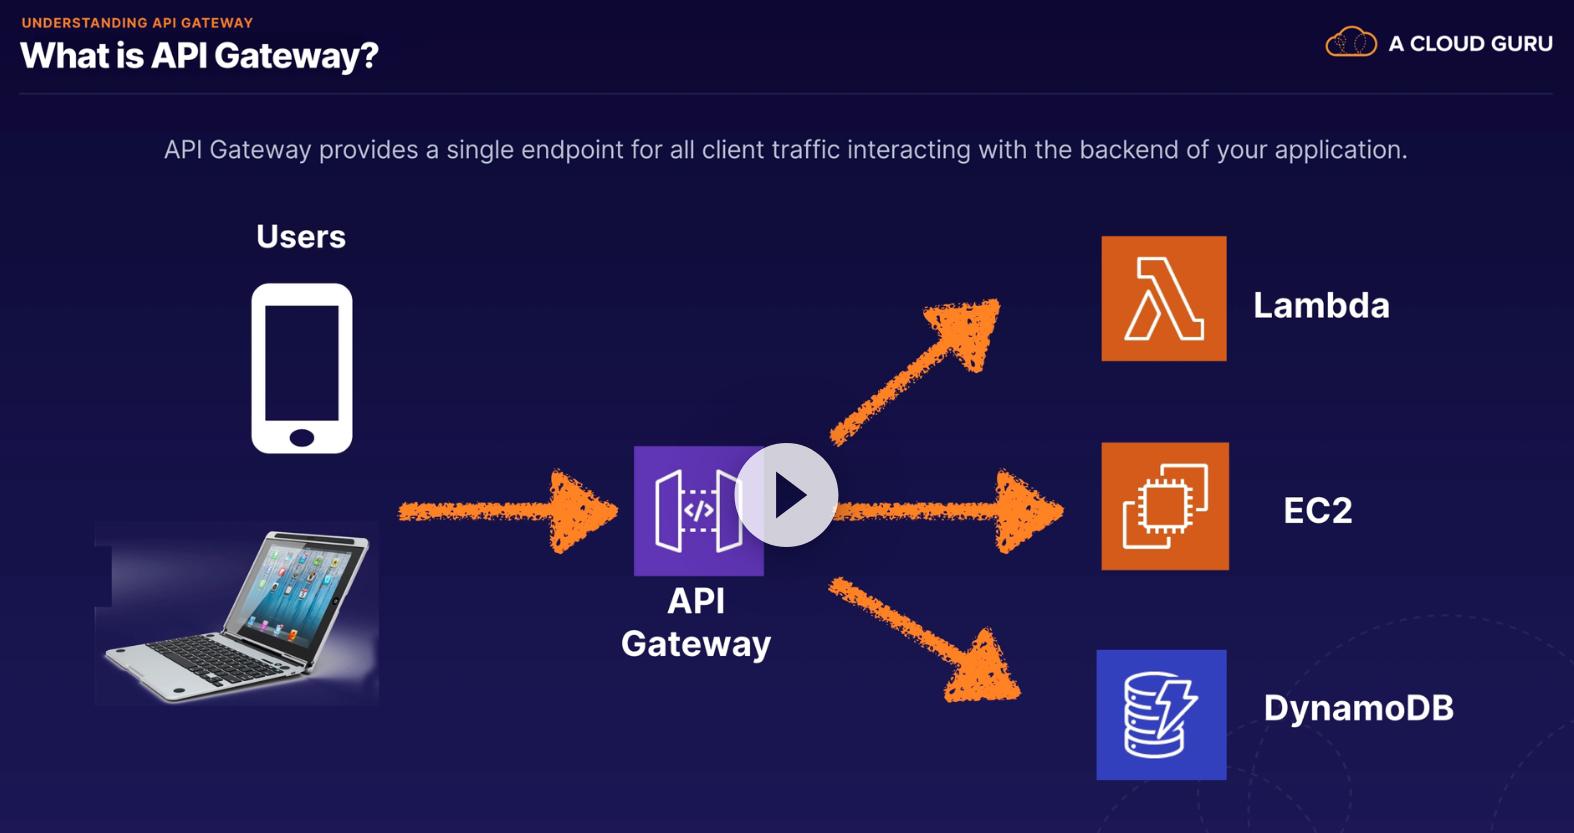 UNDERSTANDING API GATEWAY
What is API Gateway?
A CLOUD GURU
API Gateway provides a single endpoint for all client traffic interacting with the backend of your application.
Users
Lambda
</>
EC2
API
Gateway
DynamoDB